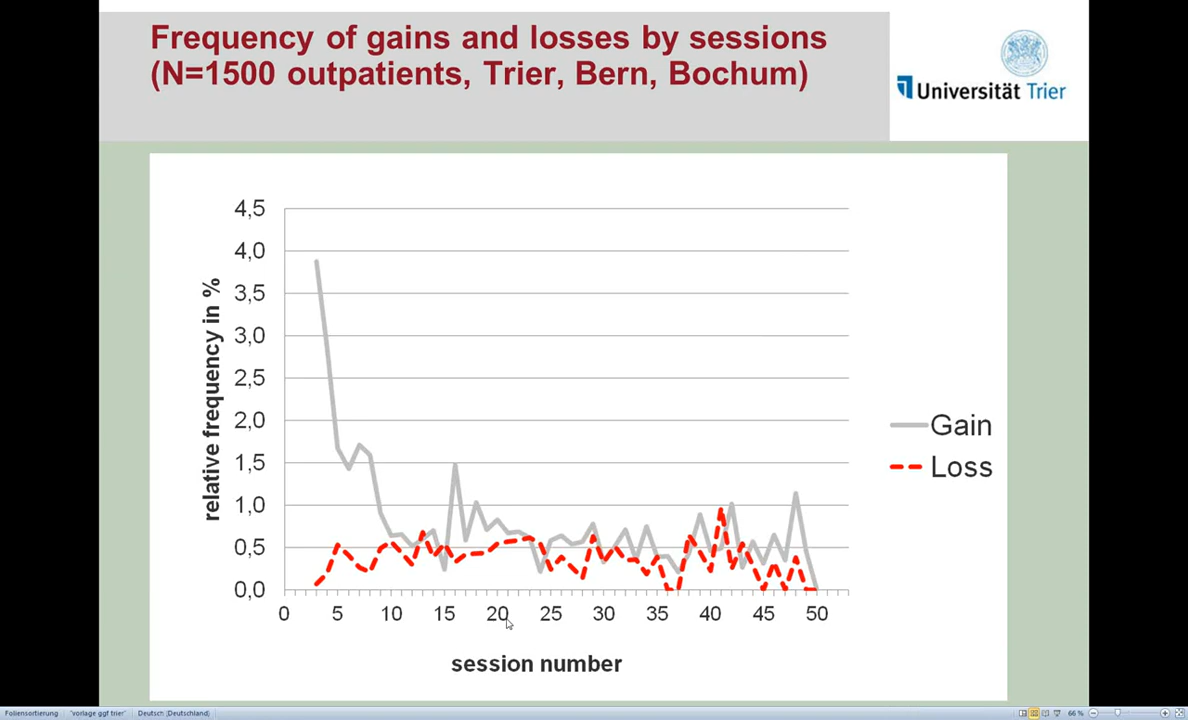 Frequency of gains and losses by sessions
(N=1500 outpatients, Trier, Bern, Bochum)
Universität Trier
4,5
4,0
3,5
3,0
2,5
2,0
1,5
1,0
0,5
0,0
relative frequency in %
0 5 10 15 20 25 30 35 40 45 50
session number
Gain
Loss
Foliensortierung "vorlage ggf trier" Deutsch (Deutschland) 66 %